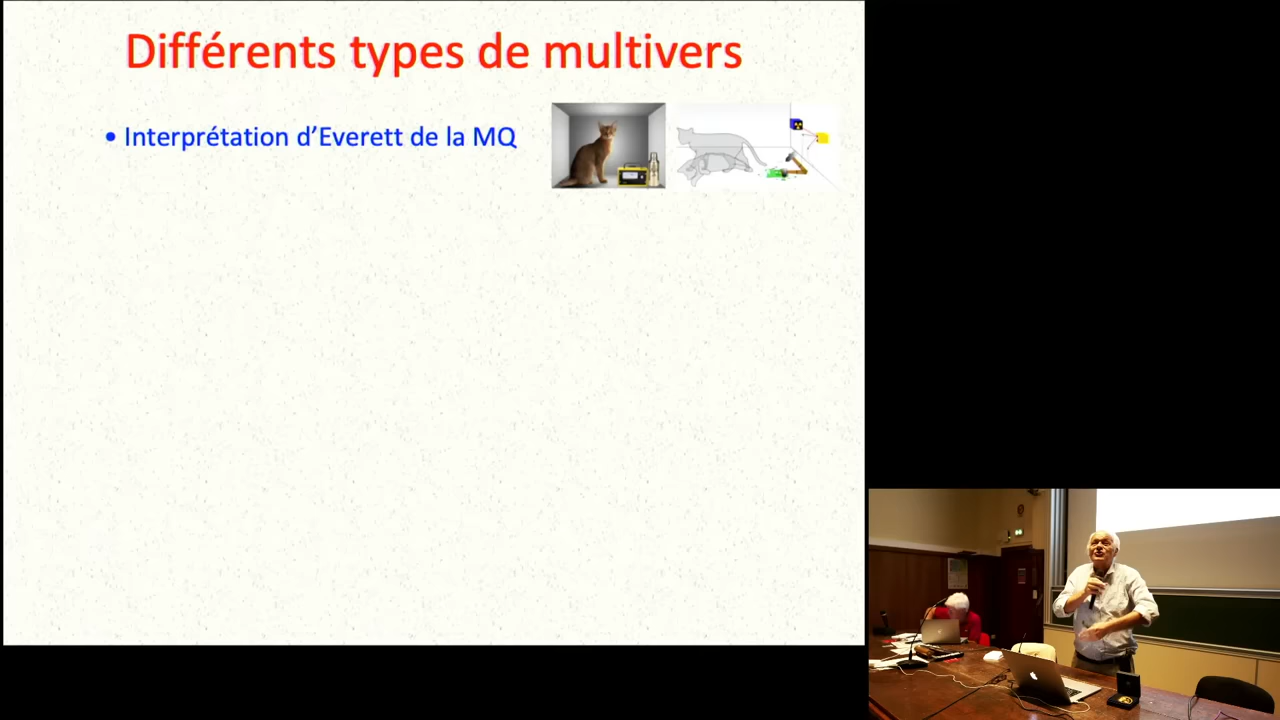 Différents types de multivers
• Interprétation d’Everett de la MQ